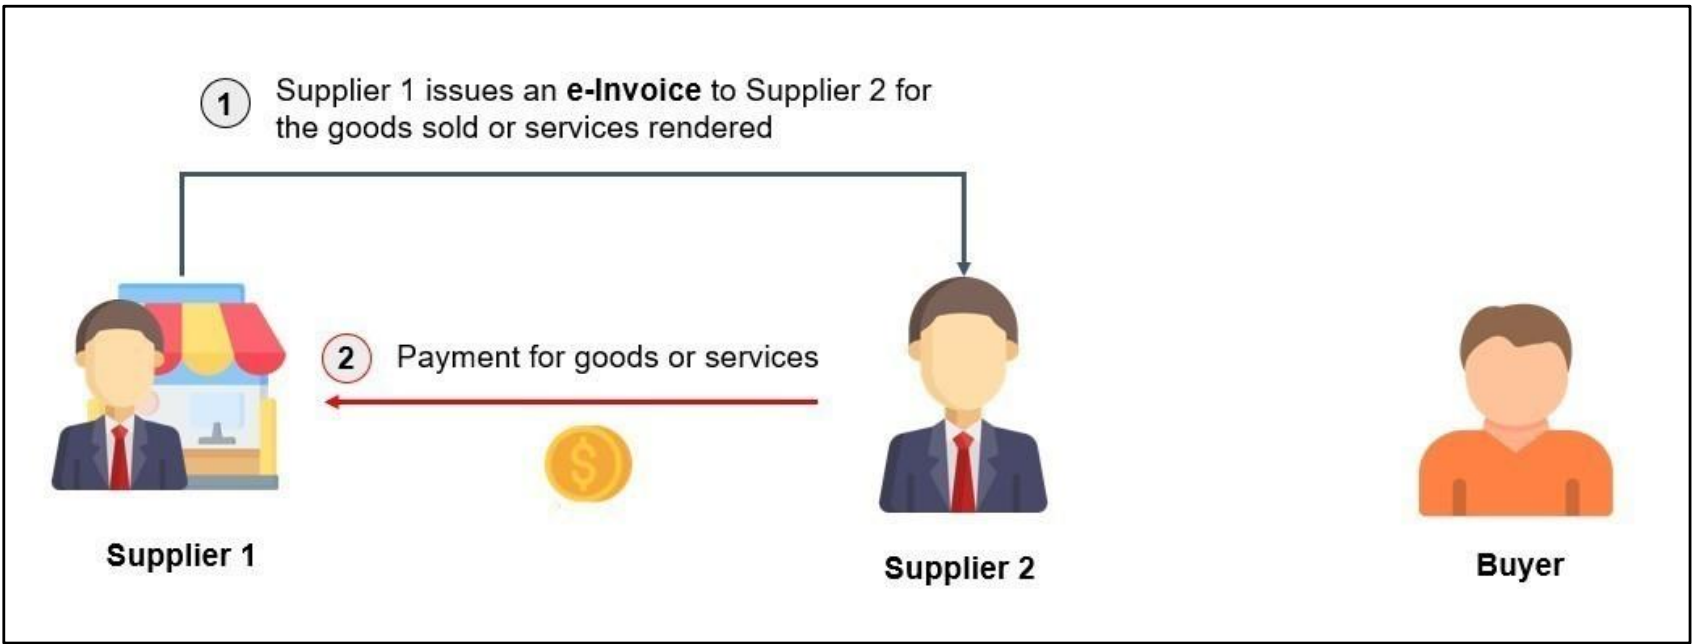 1 Supplier 1 issues an e-Invoice to Supplier 2 for
the goods sold or services rendered
2 Payment for goods or services
$
Supplier 1
Supplier 2
Buyer